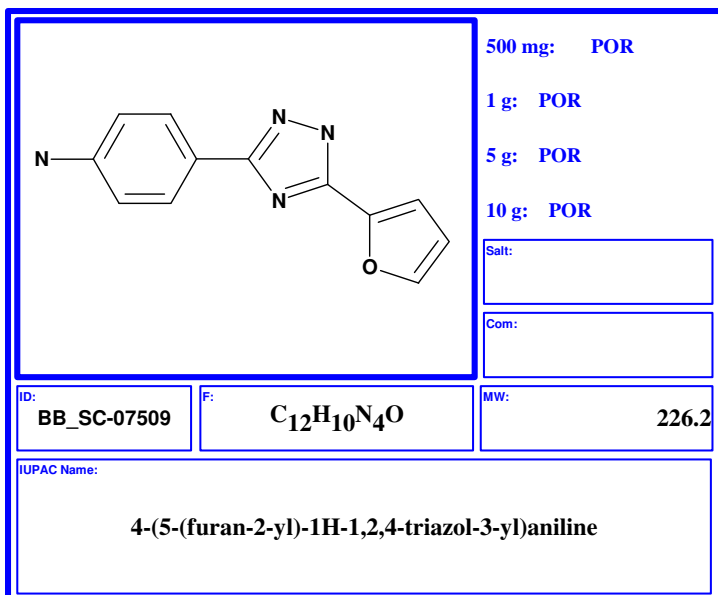 500 mg: POR
1 g: POR
5 g: POR
10 g: POR
N
N
N
N
O
Salt:
Com:
ID:
BB_SC-07509
F:
C12H10N4O
MW:
226.2
IUPAC Name:
4-(5-(furan-2-yl)-1H-1,2,4-triazol-3-yl)aniline